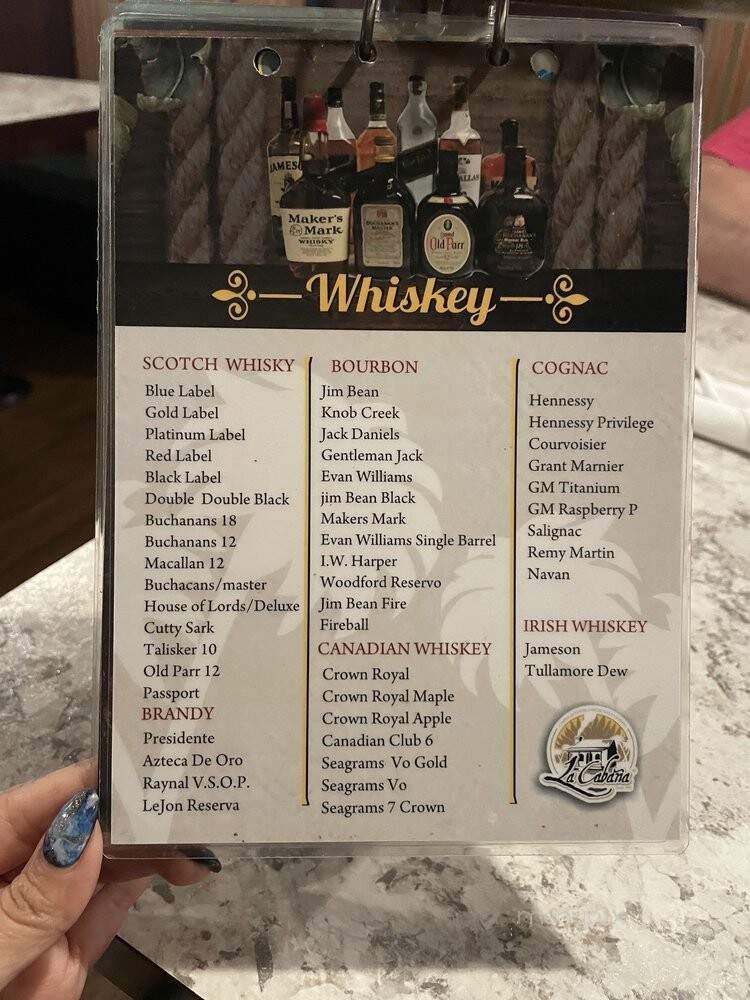 JAMES
Maker's
Mark
WHISKY
BUCHANAN'S
MASTER
Old Parr
Whiskey
SCOTCH WHISKY
Blue Label
Gold Label
Platinum Label
Red Label
Black Label
Double Double Black
Buchanans 18
Buchanans 12
Macallan 12
Buchacans/master
House of Lords/Deluxe
Cutty Sark
Talisker 10
Old Parr 12
Passport
BRANDY
Presidente
Azteca De Oro
Raynal V.S.O.P.
LeJon Reserva
BOURBON
Jim Bean
Knob Creek
Jack Daniels
Gentleman Jack
Evan Williams
jim Bean Black
Makers Mark
Evan Williams Single Barrel
I.W. Harper
Woodford Reservo
Jim Bean Fire
Fireball
CANADIAN WHISKEY
Crown Royal
Crown Royal Maple
Crown Royal Apple
Canadian Club 6
Seagrams Vo Gold
Seagrams Vo
Seagrams 7 Crown
COGNAC
Hennessy
Hennessy Privilege
Courvoisier
Grant Marnier
GM Titanium
GM Raspberry P
Salignac
Remy Martin
Navan
IRISH WHISKEY
Jameson
Tullamore Dew
La Cabaña